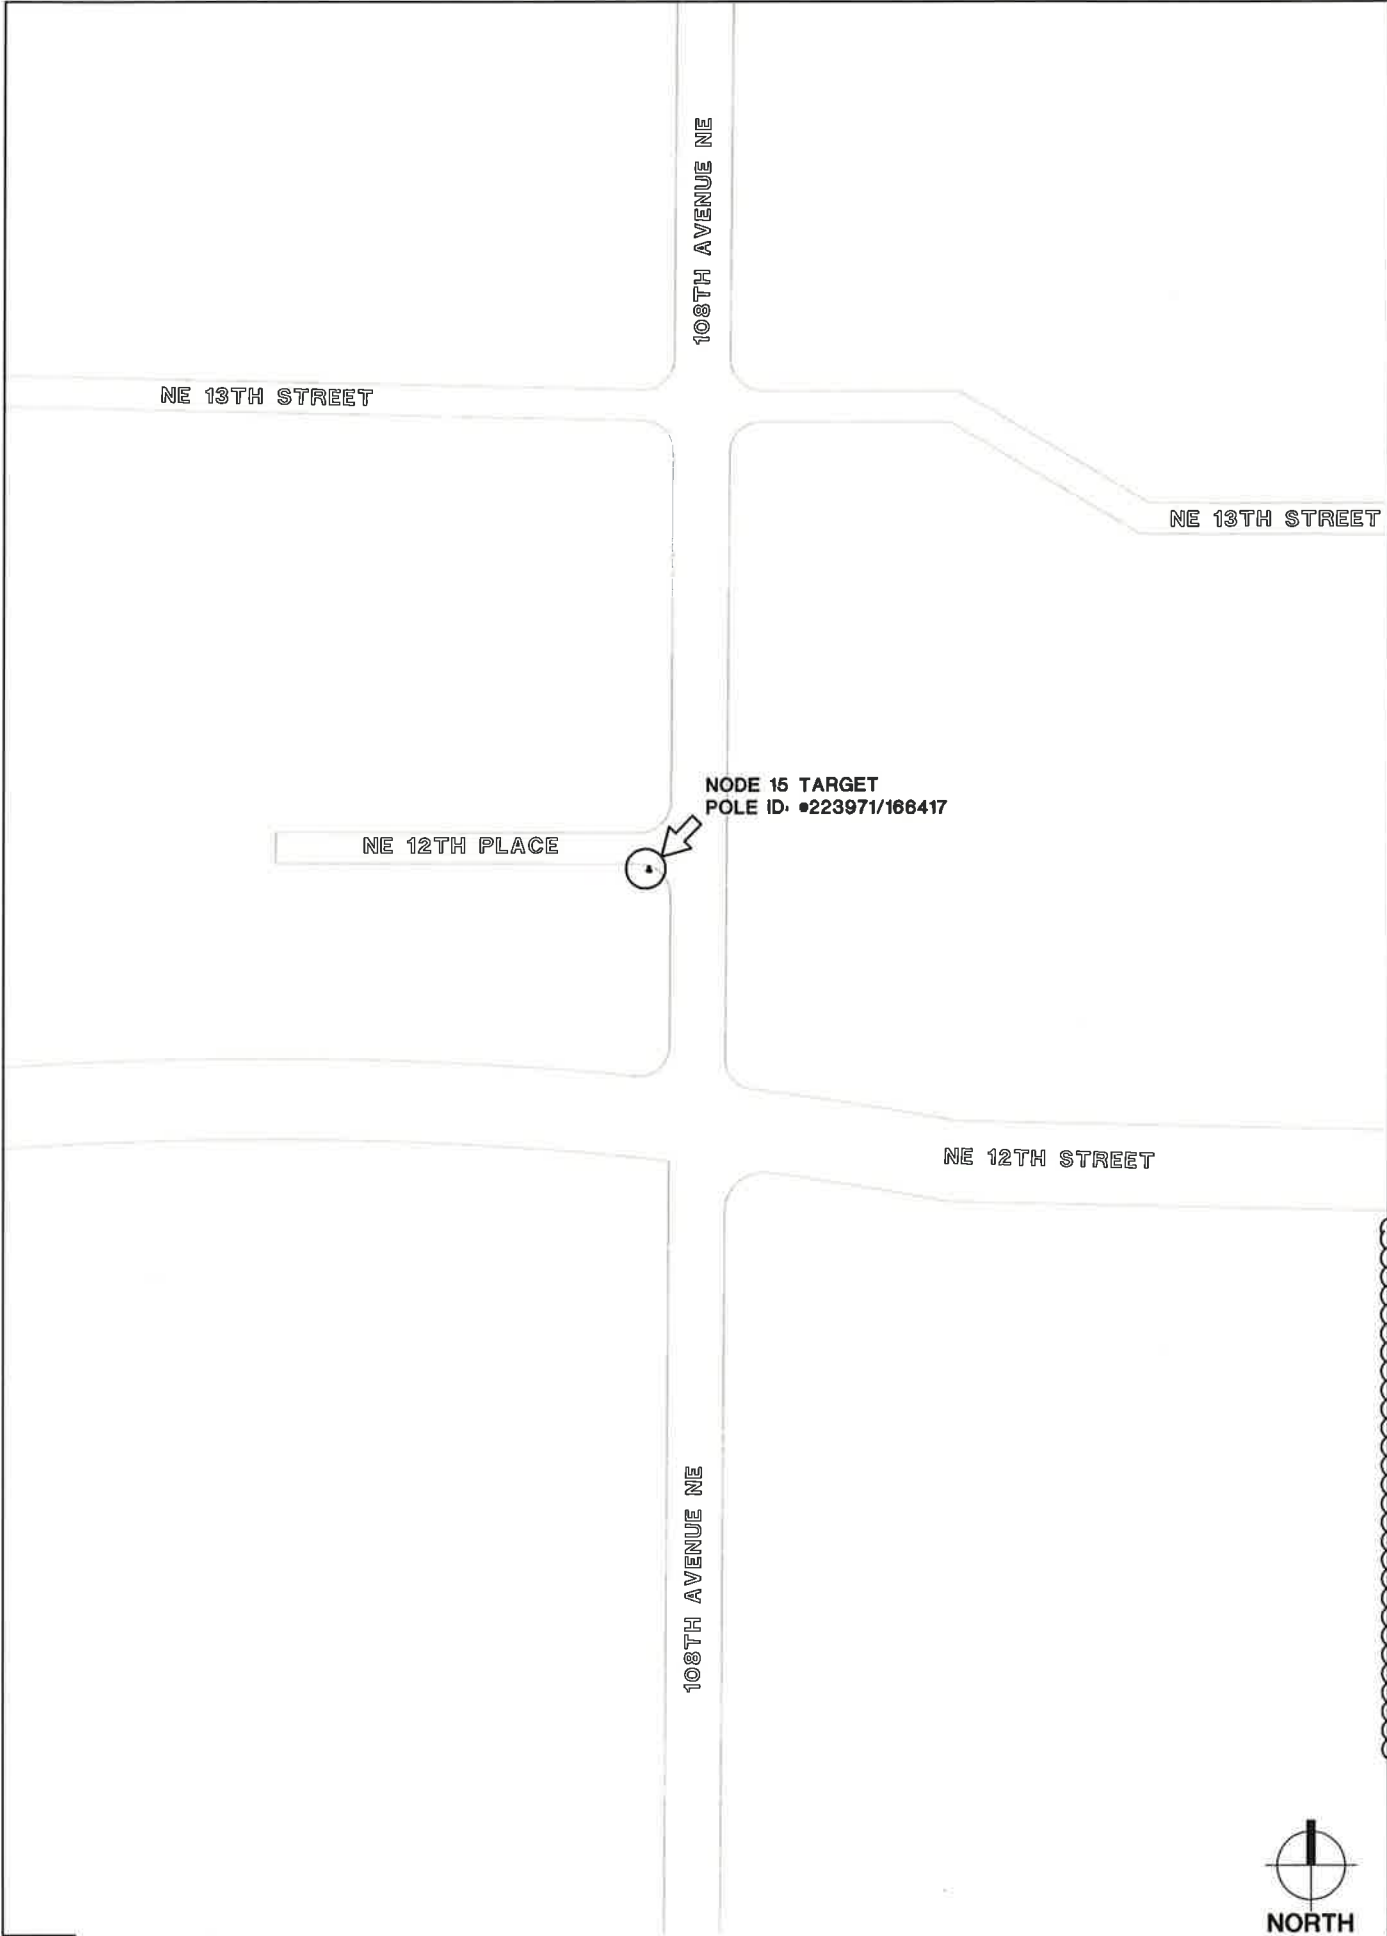 108TH AVENUE NE
NE 13TH STREET
NE 13TH STREET
NODE 15 TARGET
POLE ID: #223971/166417
NE 12TH PLACE
NE 12TH STREET
108TH AVENUE NE
NORTH